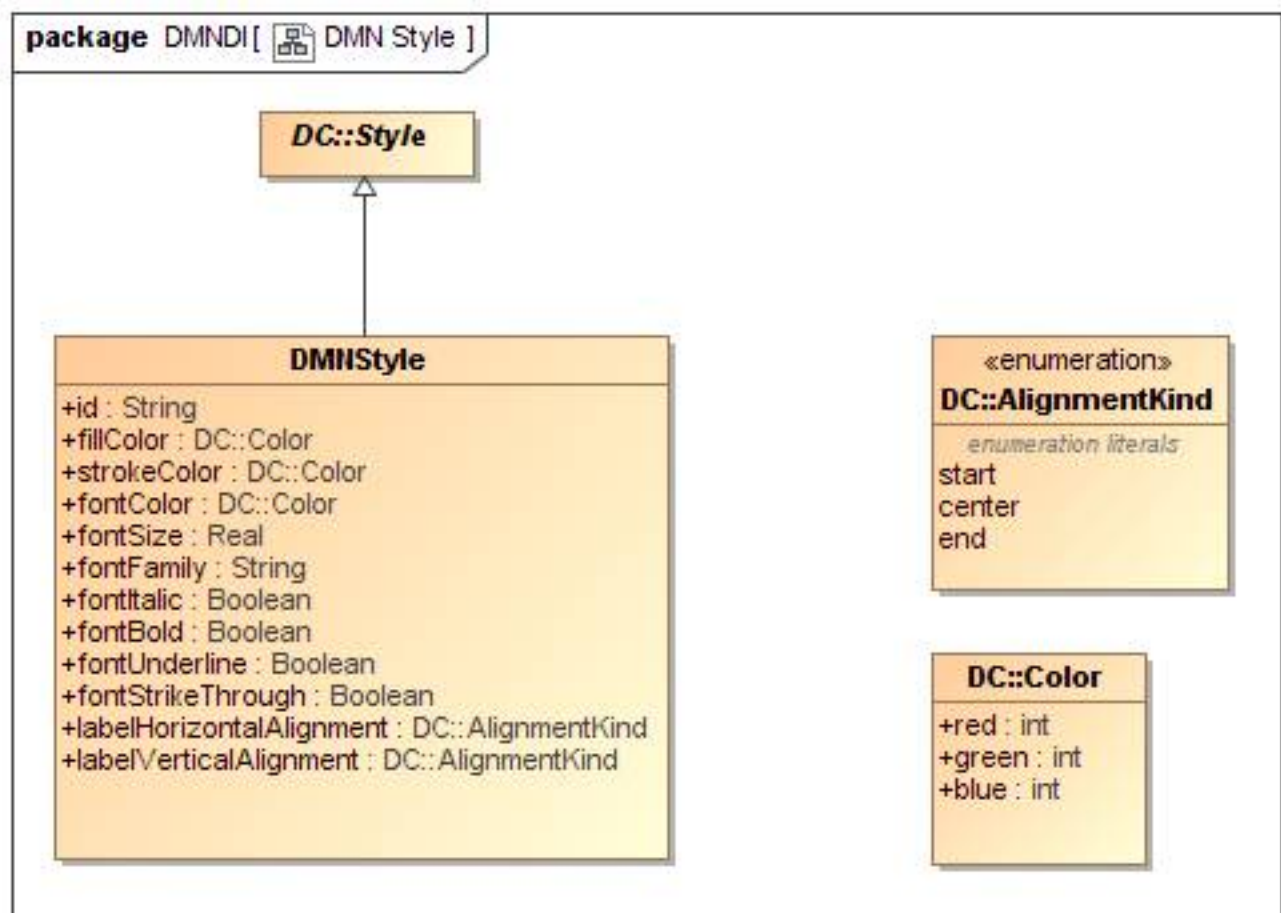 package DMNDI[ DMN Style ]
DC::Style
DMNStyle
+id : String
+fillColor : DC::Color
+strokeColor : DC::Color
+fontColor : DC::Color
+fontSize : Real
+fontFamily : String
+fontItalic : Boolean
+fontBold : Boolean
+fontUnderline : Boolean
+fontStrikeThrough : Boolean
+labelHorizontalAlignment : DC::AlignmentKind
+labelVerticalAlignment : DC::AlignmentKind
«enumeration»
DC::AlignmentKind
enumeration literals
start
center
end
DC::Color
+red : int
+green : int
+blue : int